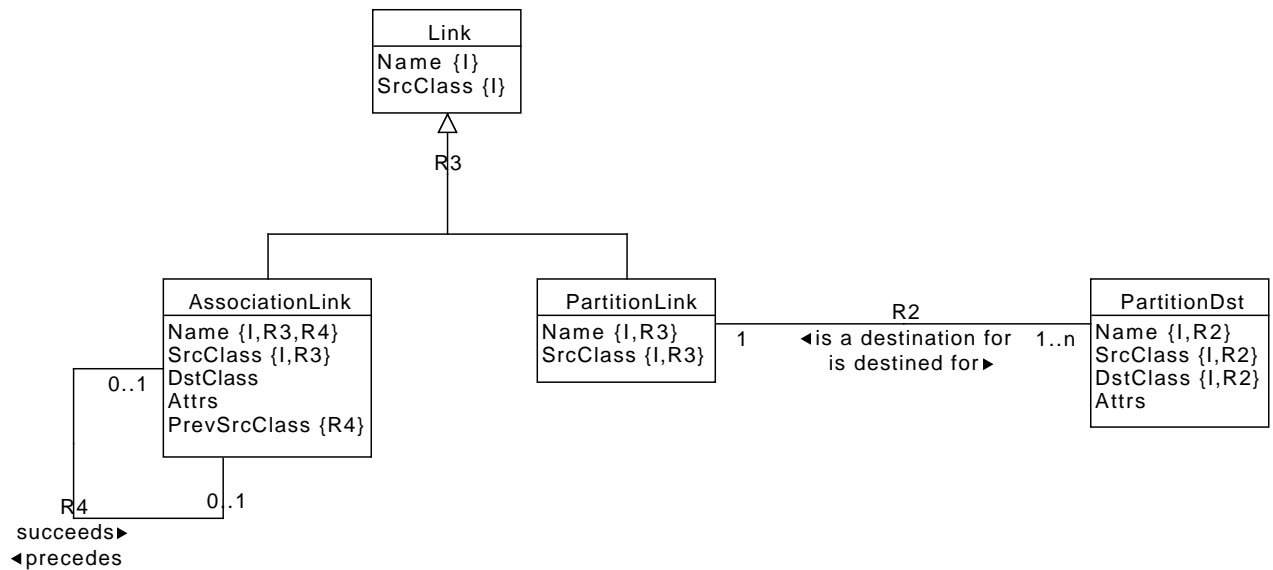 Link
Name {I}
SrcClass {I}
R3
AssociationLink
Name {I,R3,R4}
SrcClass {I,R3}
DstClass
Attrs
PrevSrcClass {R4}
0..1
0..1
R4
succeeds▶
◀precedes
PartitionLink
Name {I,R3}
SrcClass {I,R3}
1
R2
◀is a destination for
is destined for▶
1..n
PartitionDst
Name {I,R2}
SrcClass {I,R2}
DstClass {I,R2}
Attrs